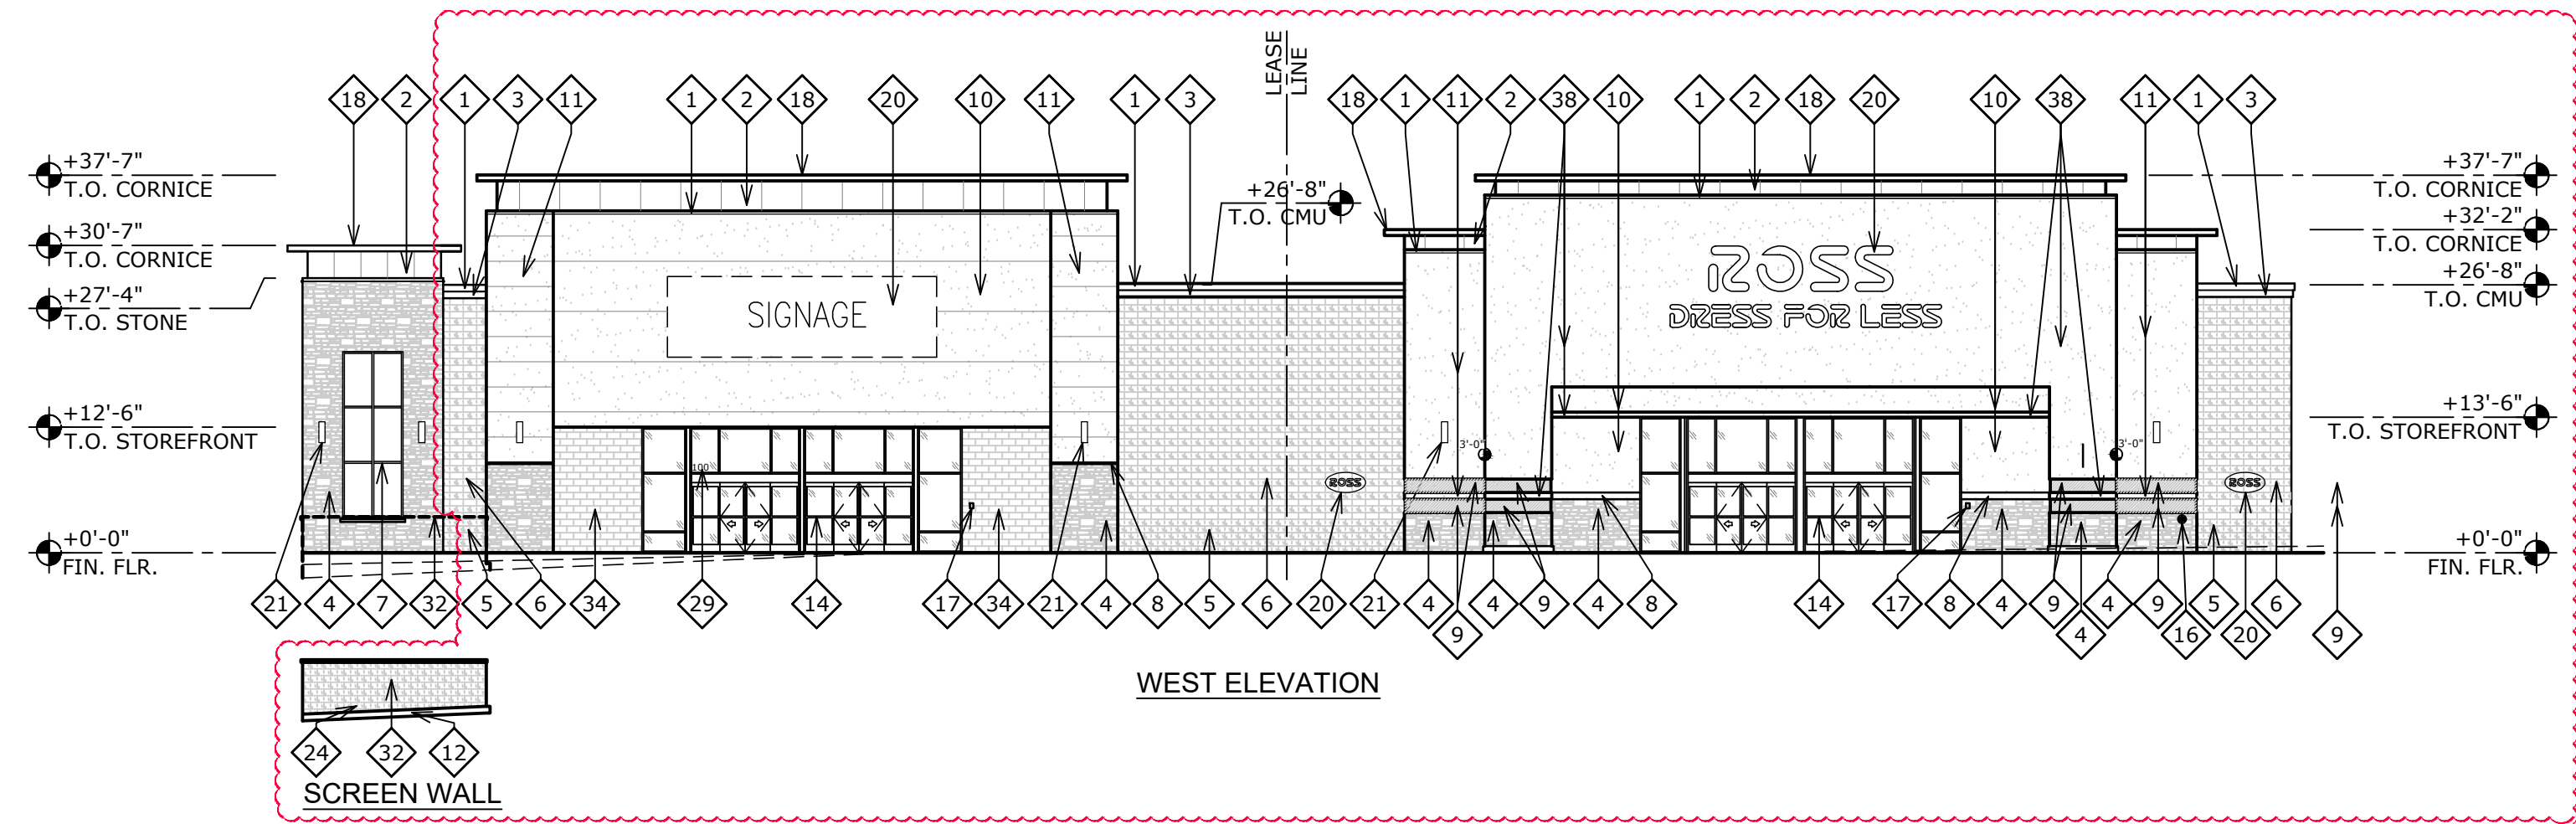 LEASE
LINE
18 2 1 3 11 1 2 18 20 10 11 1 3 18 1 11 2 38 10 1 2 18 20 10 38 11 1 3
+37'-7"
T.O. CORNICE
+30'-7"
T.O. CORNICE
+27'-4"
T.O. STONE
+12'-6"
T.O. STOREFRONT
+0'-0"
FIN. FLR.
SIGNAGE
100
+26'-8"
T.O. CMU
ROSS
DRESS FOR LESS
3'-0"
3'-0"
ROSS
ROSS
+37'-7"
T.O. CORNICE
+32'-2"
T.O. CORNICE
+26'-8"
T.O. CMU
+13'-6"
T.O. STOREFRONT
+0'-0"
FIN. FLR.
21 4 7 32 5 6 34 29 14 17 34 21 4 8 5 6 20 21 4 4 9 4 8 14 17 8 4 9 4 9 5 6
9 4 16 20 9
WEST ELEVATION
24 32 12
SCREEN WALL